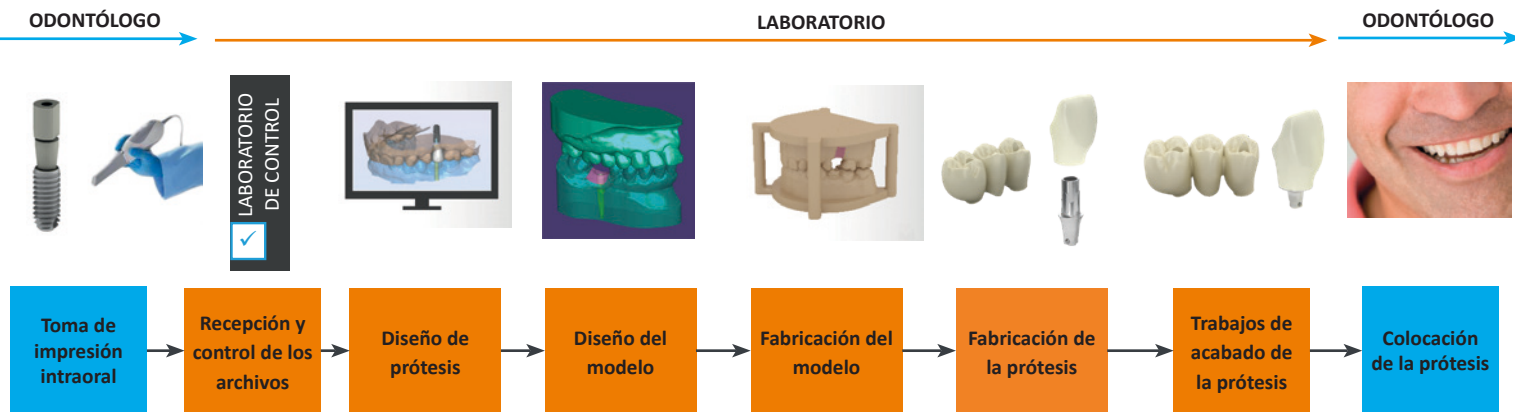 ODONTÓLOGO
LABORATORIO
ODONTÓLOGO
LABORATORIO
DE CONTROL
Toma de
impresión
intraoral
Recepción y
control de los
archivos
Diseño de
prótesis
Diseño del
modelo
Fabricación del
modelo
Fabricación de
la prótesis
Trabajos de
acabado de
la prótesis
Colocación
de la prótesis